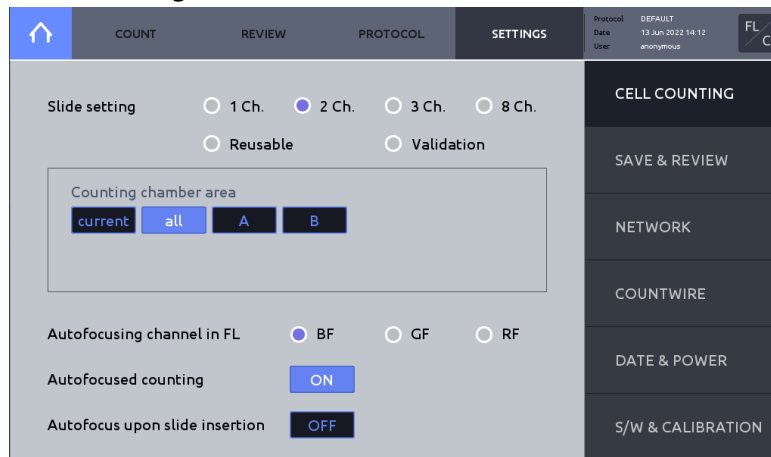 COUNT REVIEW PROTOCOL SETTINGS
Protocol DEFAULT
Date 13 Jun 2022 14:12
User anonymous
FL
Slide setting 1 Ch. 2 Ch. 3 Ch. 8 Ch.
Reusable Validation
Counting chamber area
current all A B
Autofocusing channel in FL BF GF RF
Autofocused counting ON
Autofocus upon slide insertion OFF
CELL COUNTING
SAVE & REVIEW
NETWORK
COUNTWIRE
DATE & POWER
S/W & CALIBRATION